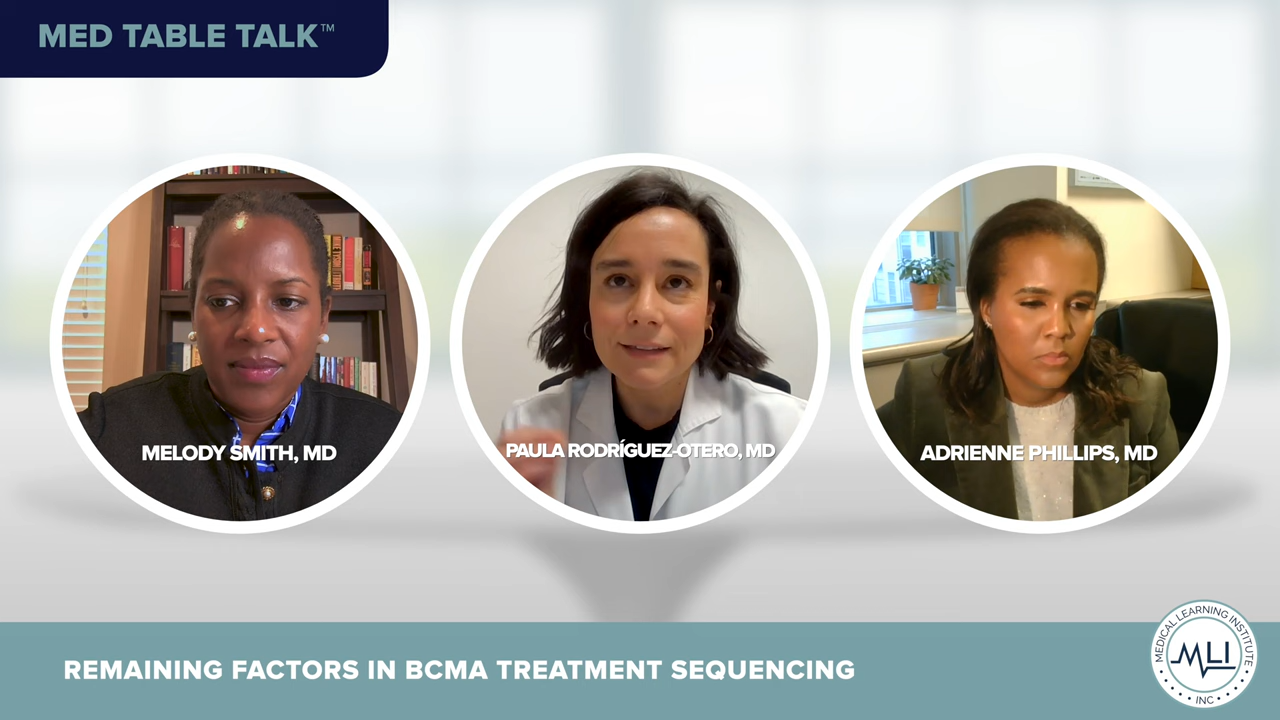 MED TABLE TALK™
MELODY SMITH, MD
PAULA RODRÍGUEZ-OTERO, MD
ADRIENNE PHILLIPS, MD
REMAINING FACTORS IN BCMA TREATMENT SEQUENCING
MEDICAL LEARNING INSTITUTE
MLI
INC